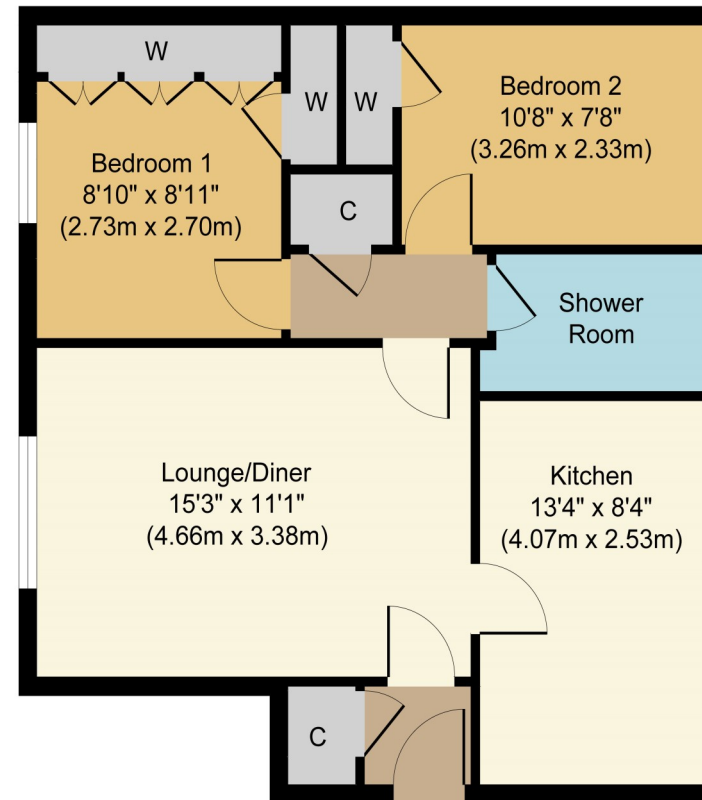 W
W
W
Bedroom 2
10'8" x 7'8"
(3.26m x 2.33m)
Bedroom 1
8'10" x 8'11"
(2.73m x 2.70m)
C
Shower
Room
Lounge/Diner
15'3" x 11'1"
(4.66m x 3.38m)
Kitchen
13'4" x 8'4"
(4.07m x 2.53m)
C